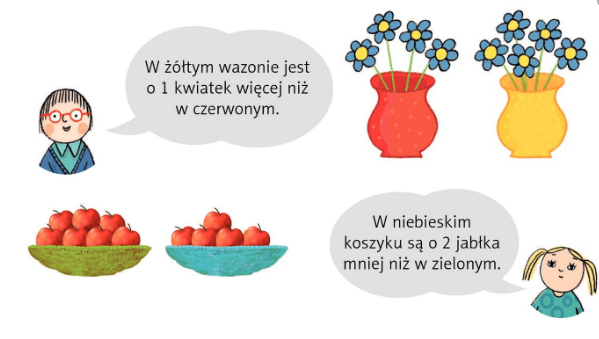 W żółtym wazonie jest
o 1 kwiatek więcej niż
w czerwonym.
W niebieskim
koszyku są o 2 jabłka
mniej niż w zielonym.